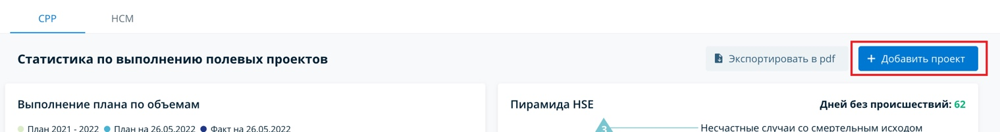 СРР НСМ
Статистика по выполнению полевых проектов Экспортировать в pdf + Добавить проект
Выполнение плана по объемам
План 2021 - 2022 План на 26.05.2022 Факт на 26.05.2022
Пирамида HSE Дней без происшествий: 62
3 Несчастные случаи со смертельным исходом